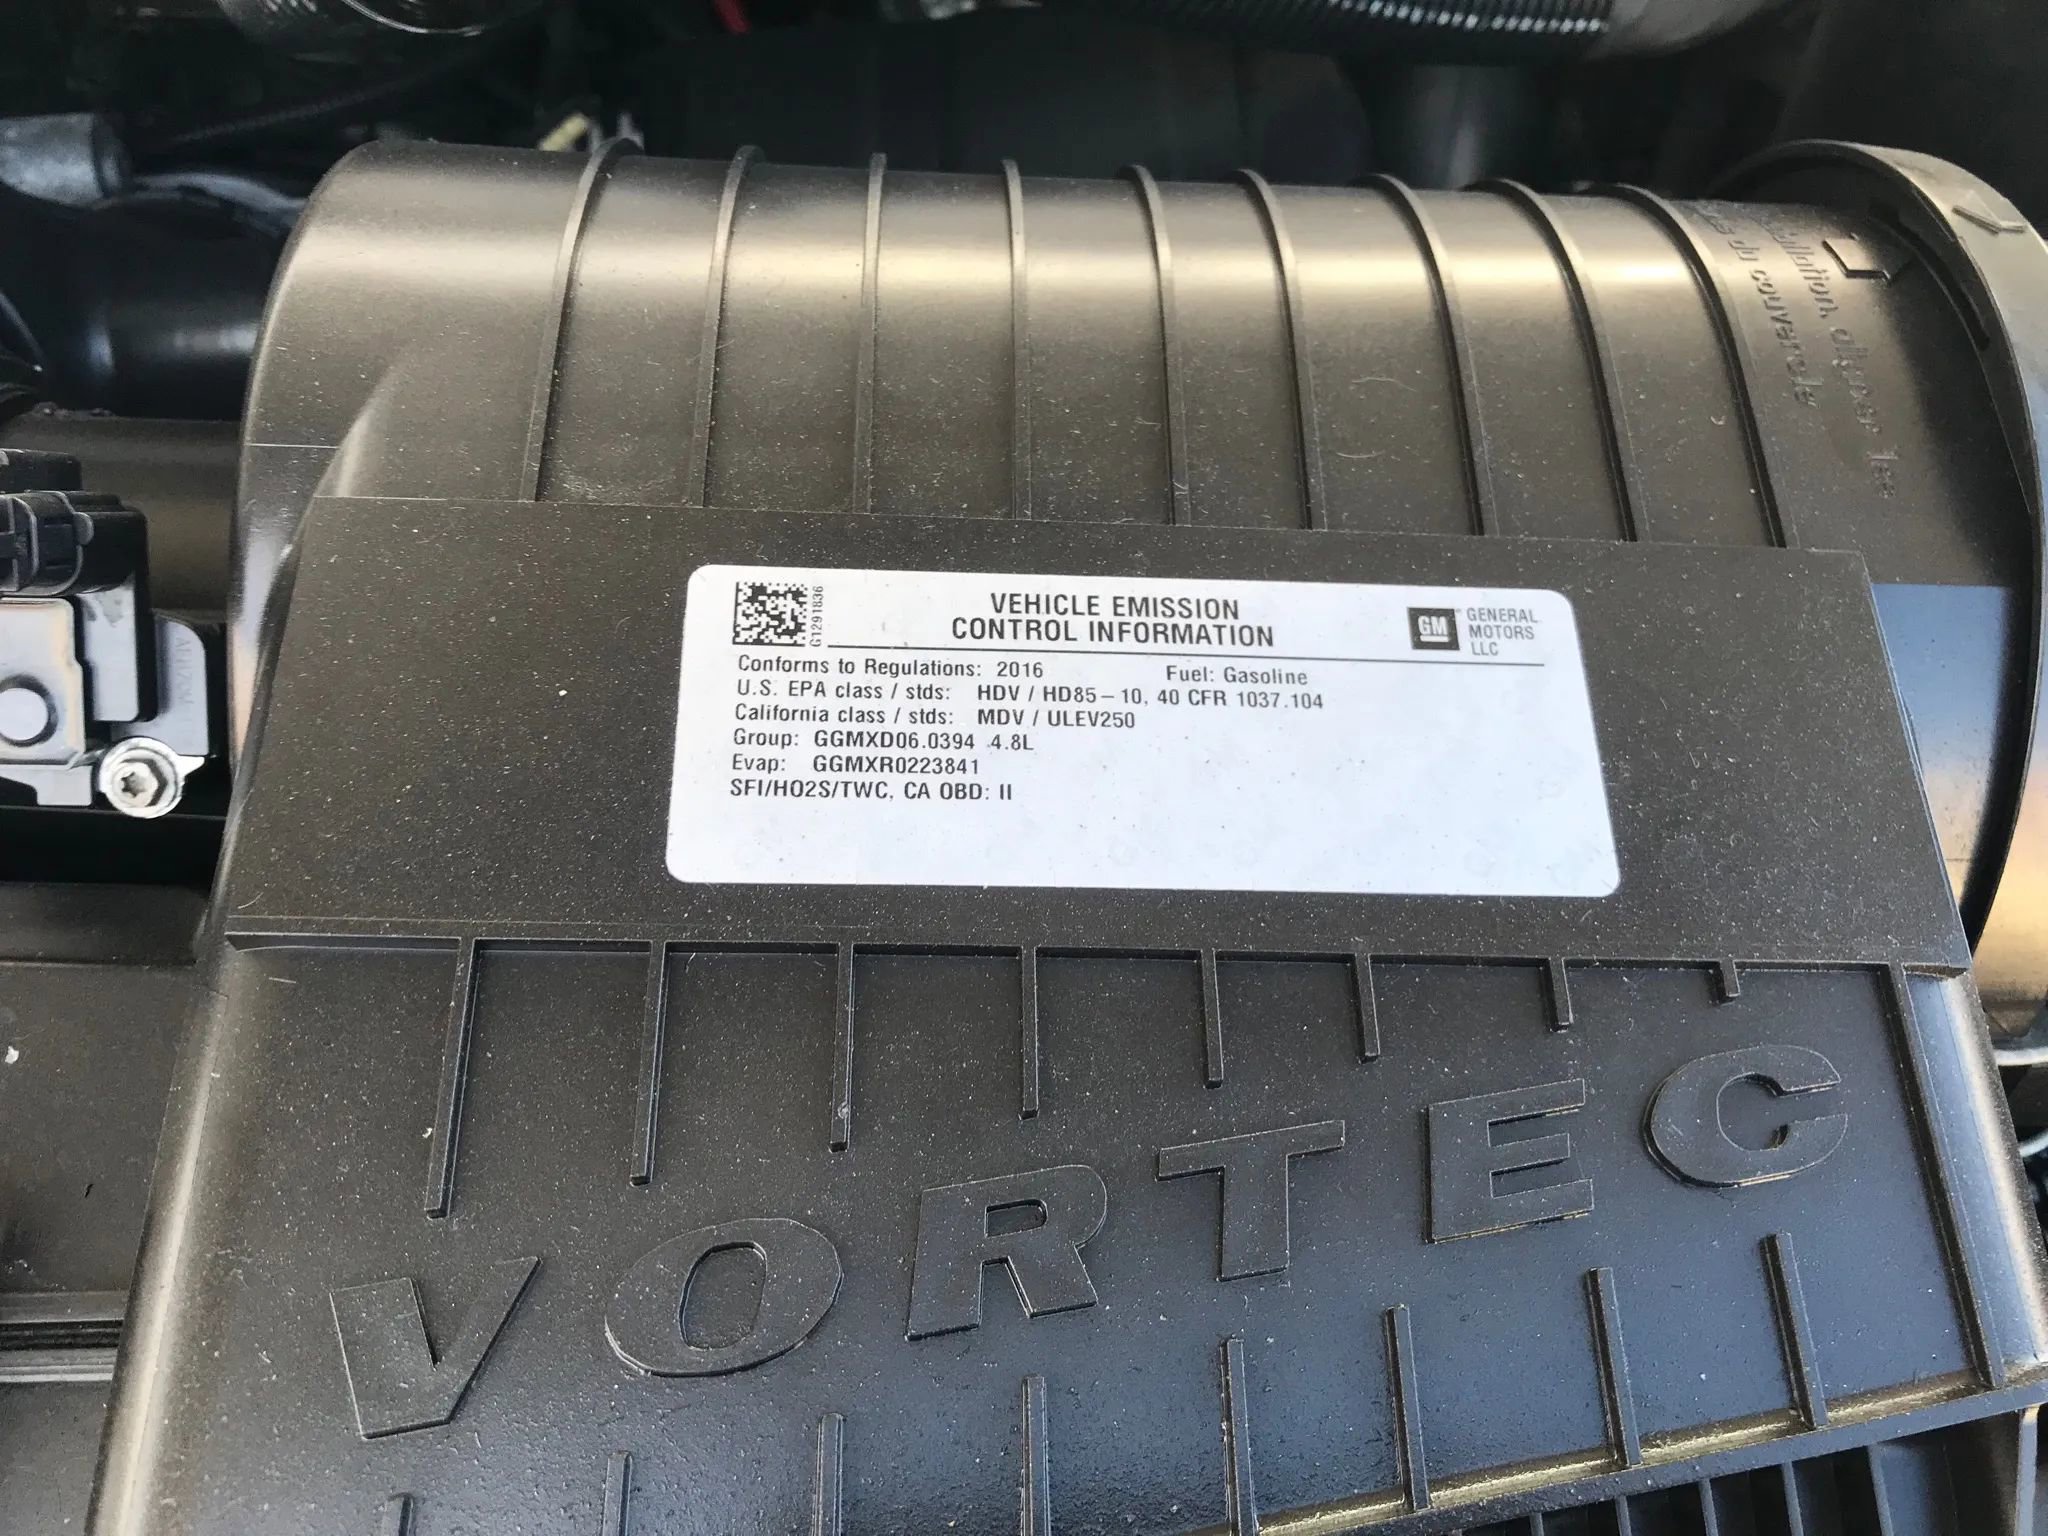 G1291836
VEHICLE EMISSION
CONTROL INFORMATION
GM
GENERAL
MOTORS
LLC
Conforms to Regulations: 2016 Fuel: Gasoline
U.S. EPA class / stds: HDV / HD85-10, 40 CFR 1037.104
California class / stds: MDV / ULEV250
Group: GGMXD06.0394 4.8L
Evap: GGMXR0223841
SFI/HO2S/TWC, CA OBD: II
VORTEC